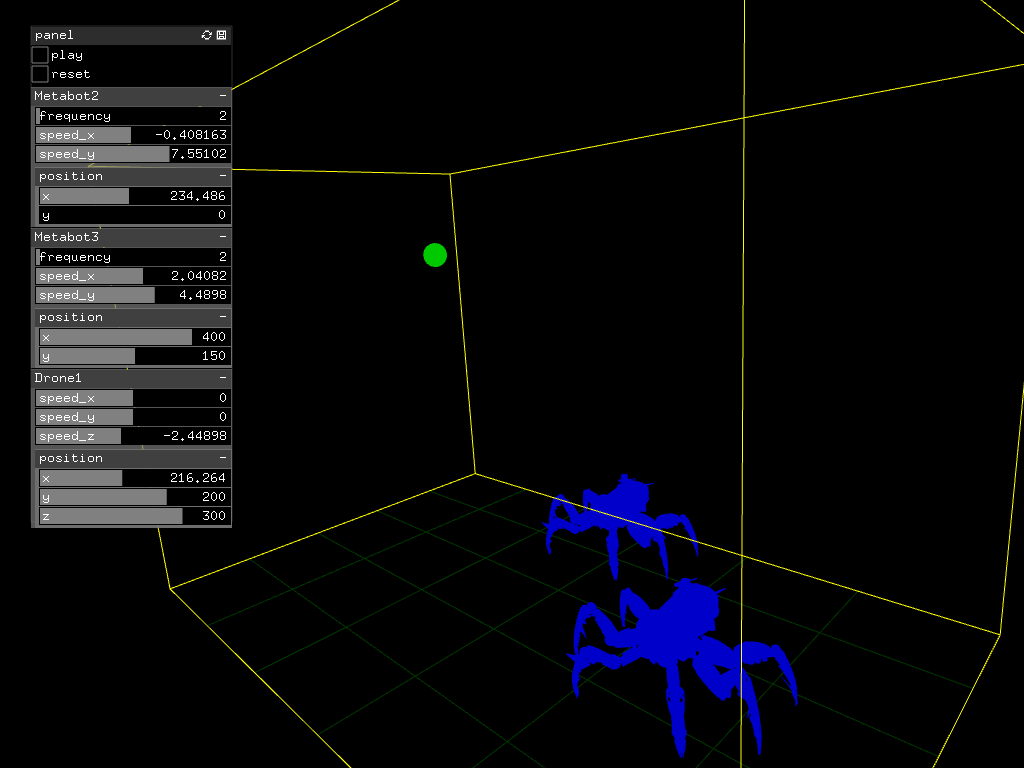 panel
play
reset
Metabot2 -
frequency 2
speed_x -0.408163
speed_y 7.55102
position -
x 234.486
y 0
Metabot3 -
frequency 2
speed_x 2.04082
speed_y 4.4898
position -
x 400
y 150
Drone1 -
speed_x 0
speed_y 0
speed_z -2.44898
position -
x 216.264
y 200
z 300